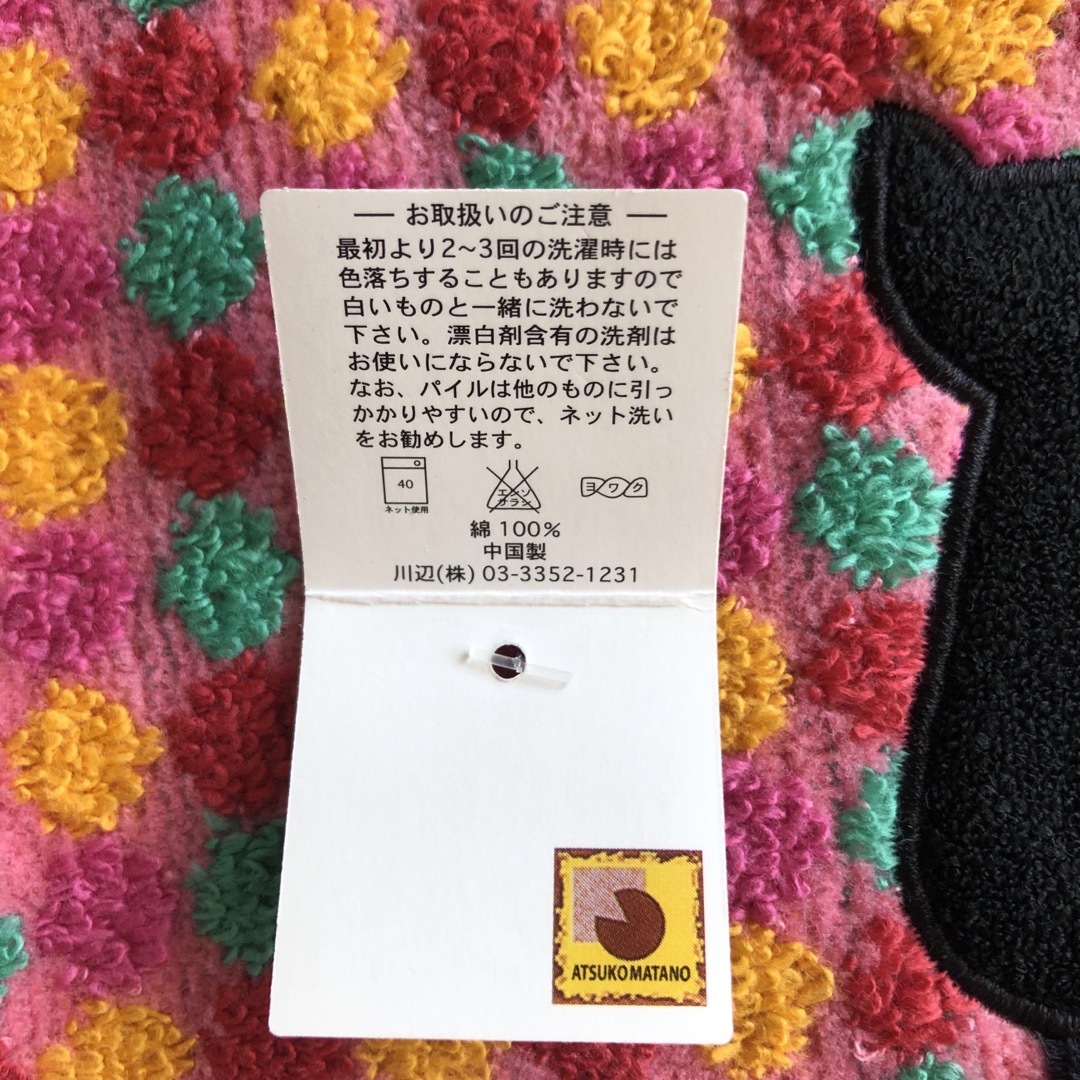 お取扱いのご注意
最初より2~3回の洗濯時には
色落ちすることもありますので
白いものと一緒に洗わないで
下さい。漂白剤含有の洗剤は
お使いにならないで下さい。
なお、パイルは他のものに引っ
かかりやすいので、ネット洗い
をお勧めします。
40
ネット使用
エンソ
サラシ
ヨワク
綿 100%
中国製
川辺(株) 03-3352-1231
ATSUKO MATANO